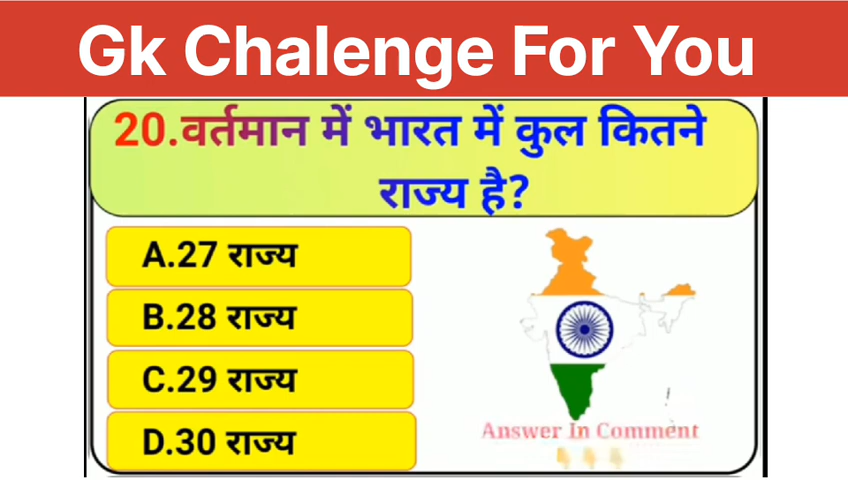 Gk Chalenge For You
20.वर्तमान में भारत में कुल कितने
राज्य है?
A.27 राज्य
B.28 राज्य
C.29 राज्य
D.30 राज्य
Answer In Comment